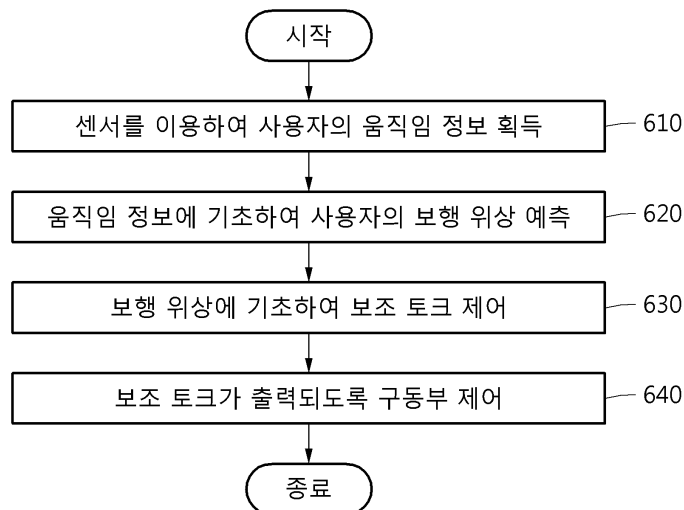 시작
센서를 이용하여 사용자의 움직임 정보 획득 610
움직임 정보에 기초하여 사용자의 보행 위상 예측 620
보행 위상에 기초하여 보조 토크 제어 630
보조 토크가 출력되도록 구동부 제어 640
종료